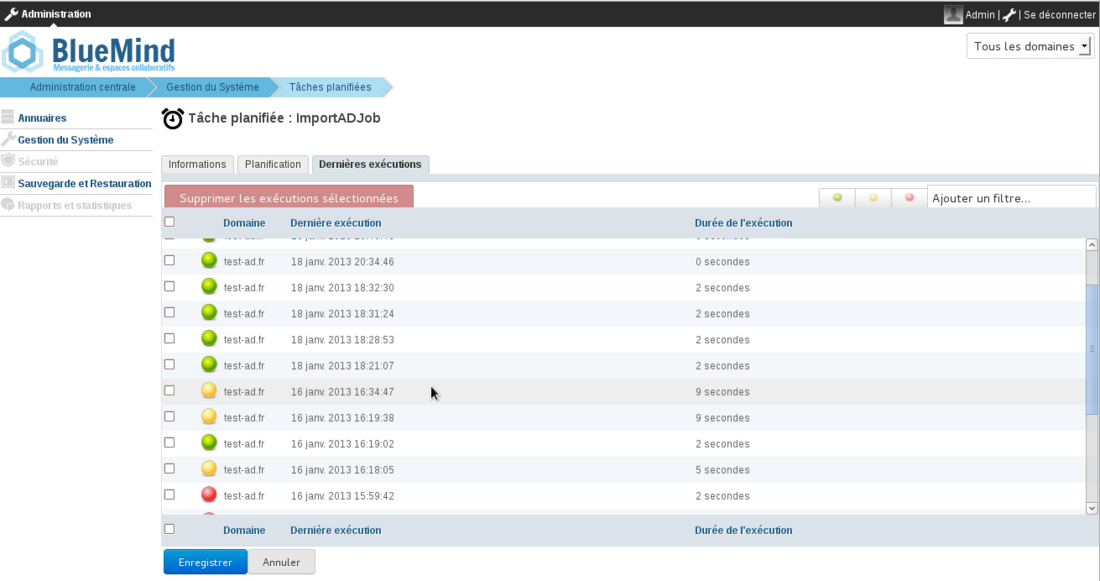 Administration
Admin | | Se déconnecter
BlueMind
Messagerie & espaces collaboratifs
Tous les domaines
Administration centrale Gestion du Système Tâches planifiées
Annuaires
Gestion du Système
Sécurité
Sauvegarde et Restauration
Rapports et statistiques
Tâche planifiée : ImportADJob
Informations Planification Dernières exécutions
Supprimer les exécutions sélectionnées
Ajouter un filtre...
Domaine Dernière exécution Durée de l'exécution
test-ad.fr 18 janv. 2013 20:34:46 0 secondes
test-ad.fr 18 janv. 2013 18:32:30 2 secondes
test-ad.fr 18 janv. 2013 18:31:24 2 secondes
test-ad.fr 18 janv. 2013 18:28:53 2 secondes
test-ad.fr 18 janv. 2013 18:21:07 2 secondes
test-ad.fr 16 janv. 2013 16:34:47 9 secondes
test-ad.fr 16 janv. 2013 16:19:38 9 secondes
test-ad.fr 16 janv. 2013 16:19:02 2 secondes
test-ad.fr 16 janv. 2013 16:18:05 5 secondes
test-ad.fr 16 janv. 2013 15:59:42 2 secondes
Domaine Dernière exécution Durée de l'exécution
Enregistrer Annuler